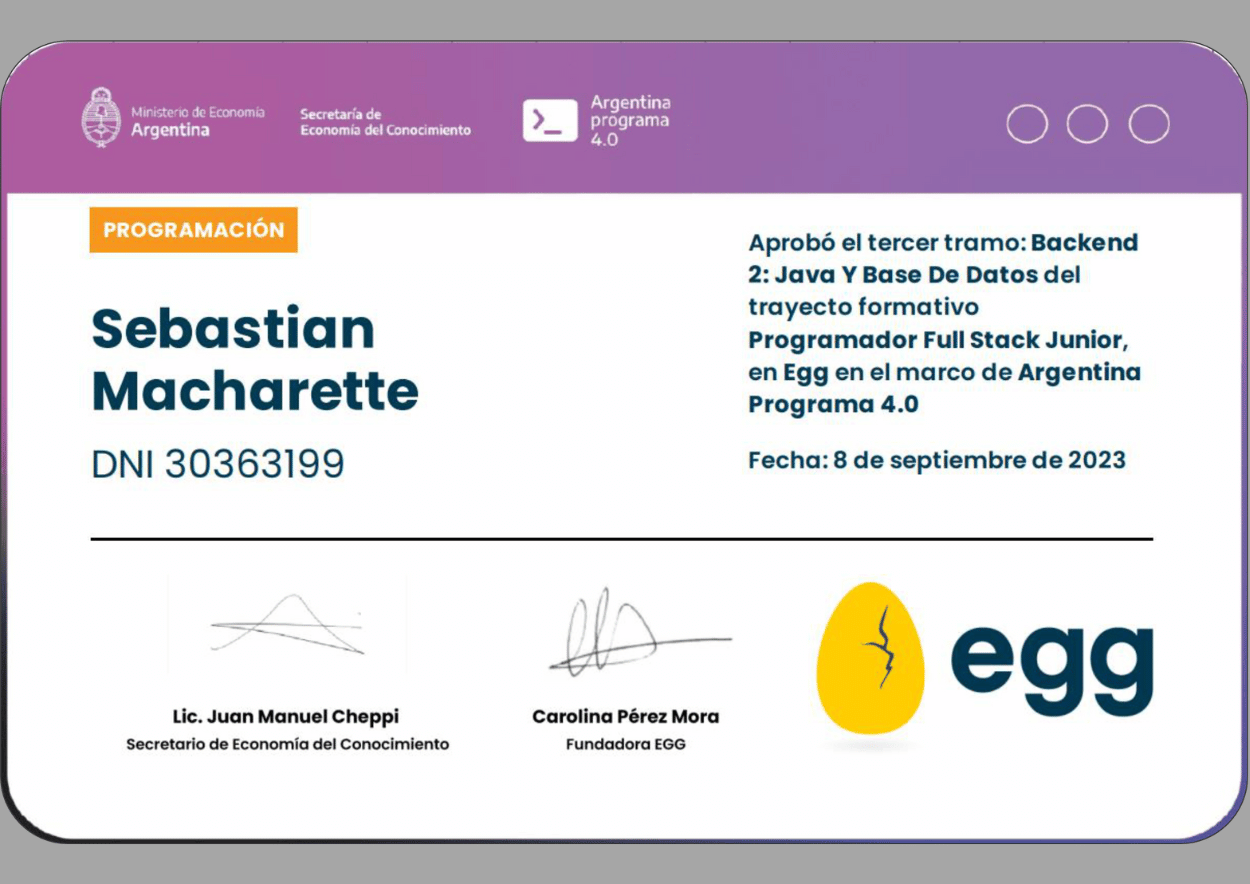 Ministerio de Economía
Argentina
Secretaría de
Economía del Conocimiento
Argentina
programa
4.0
PROGRAMACIÓN
Sebastian
Macharette
DNI 30363199
Aprobó el tercer tramo: Backend
2: Java Y Base De Datos del
trayecto formativo
Programador Full Stack Junior,
en Egg en el marco de Argentina
Programa 4.0
Fecha: 8 de septiembre de 2023
Lic. Juan Manuel Cheppi
Secretario de Economía del Conocimiento
Carolina Pérez Mora
Fundadora EGG
egg